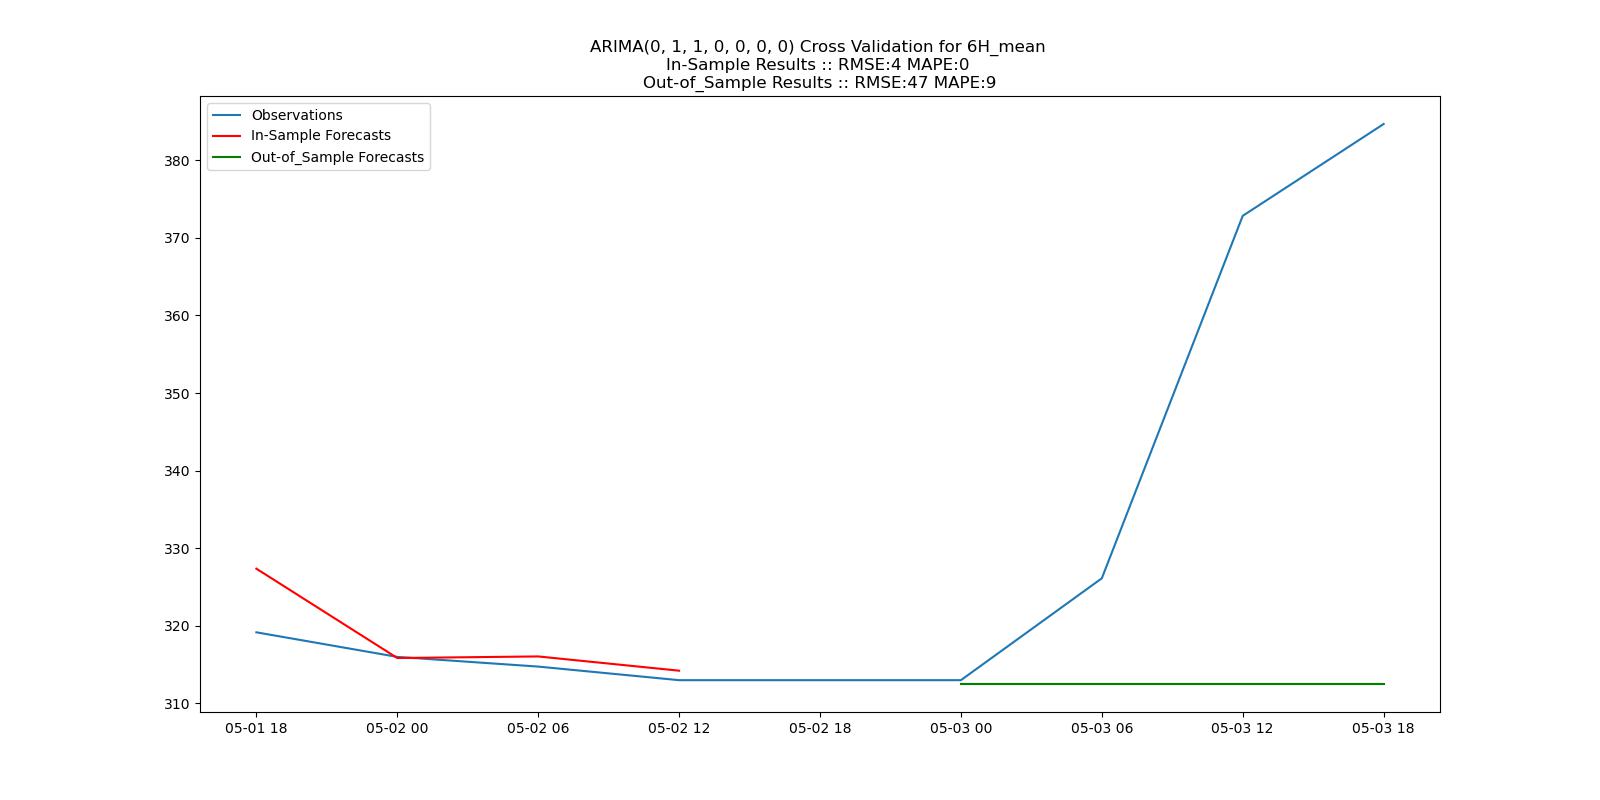 ARIMA(0, 1, 1, 0, 0, 0, 0) Cross Validation for 6H_mean
In-Sample Results :: RMSE:4 MAPE:0
Out-of_Sample Results :: RMSE:47 MAPE:9
Observations
In-Sample Forecasts
Out-of_Sample Forecasts
380
370
360
350
340
330
320
310
05-01 18 05-02 00 05-02 06 05-02 12 05-02 18 05-03 00 05-03 06 05-03 12 05-03 18